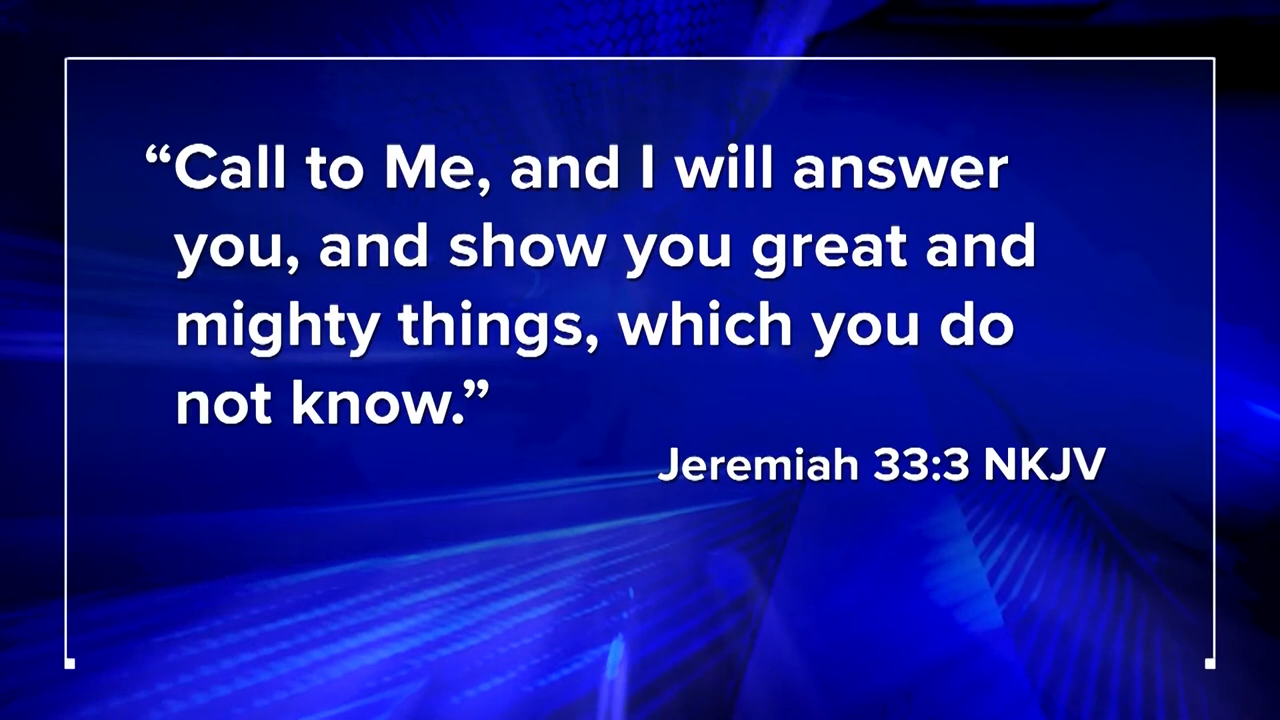 “Call to Me, and I will answer
you, and show you great and
mighty things, which you do
not know.”
Jeremiah 33:3 NKJV